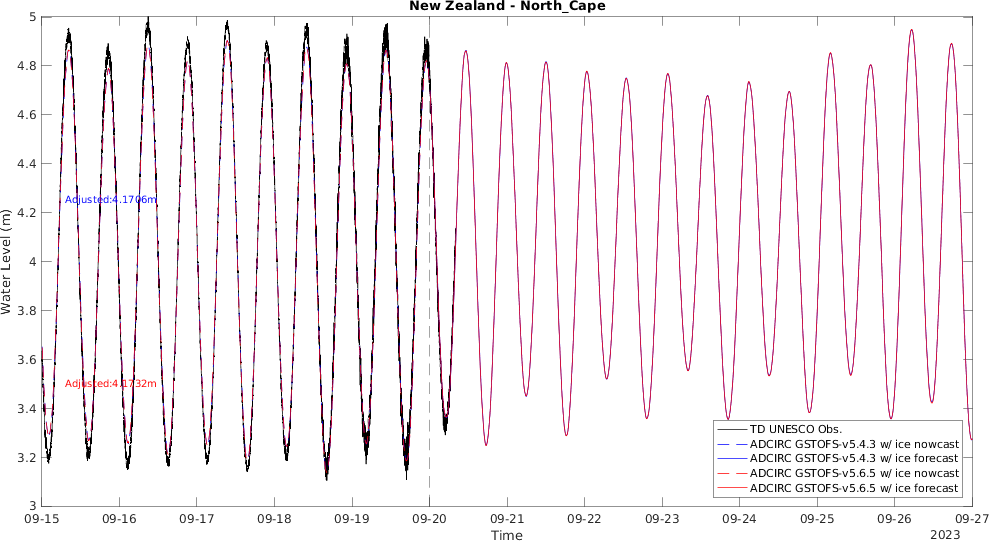 New Zealand - North_Cape
5
4.8
4.6
4.4
4.2
4
3.8
3.6
3.4
3.2
3
Water Level (m)
Adjusted:4.1706m
Adjusted:4.1732m
TD UNESCO Obs.
ADCIRC GSTOFS-v5.4.3 w/ ice nowcast
ADCIRC GSTOFS-v5.4.3 w/ ice forecast
ADCIRC GSTOFS-v5.6.5 w/ ice nowcast
ADCIRC GSTOFS-v5.6.5 w/ ice forecast
09-15 09-16 09-17 09-18 09-19 09-20 09-21 09-22 09-23 09-24 09-25 09-26 09-27
Time
2023